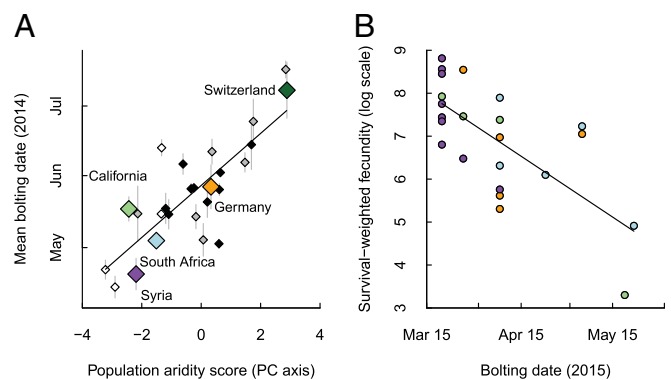 A
Mean bolting date (2014)
Jul
Jun
May
Switzerland
California
Germany
South Africa
Syria
−4
−2
0
2
4
Population aridity score (PC axis)
B
Survival−weighted fecundity (log scale)
9
8
7
6
5
4
3
Mar 15
Apr 15
May 15
Bolting date (2015)